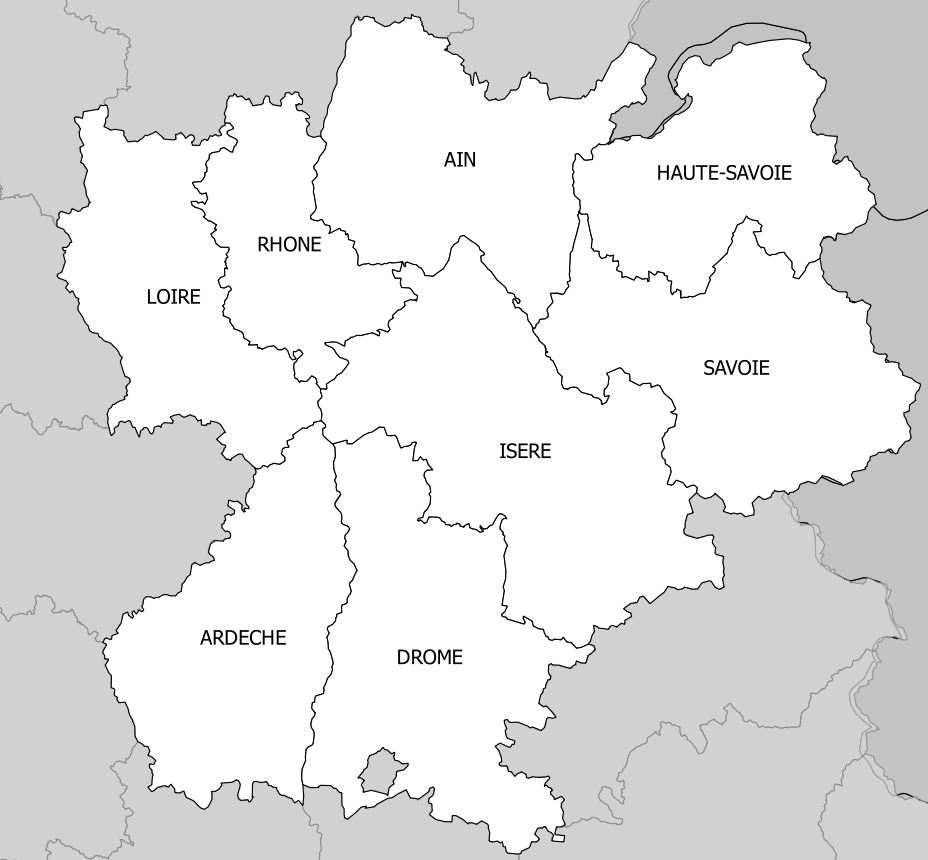 AIN
HAUTE-SAVOIE
RHONE
LOIRE
SAVOIE
ISERE
ARDECHE
DROME